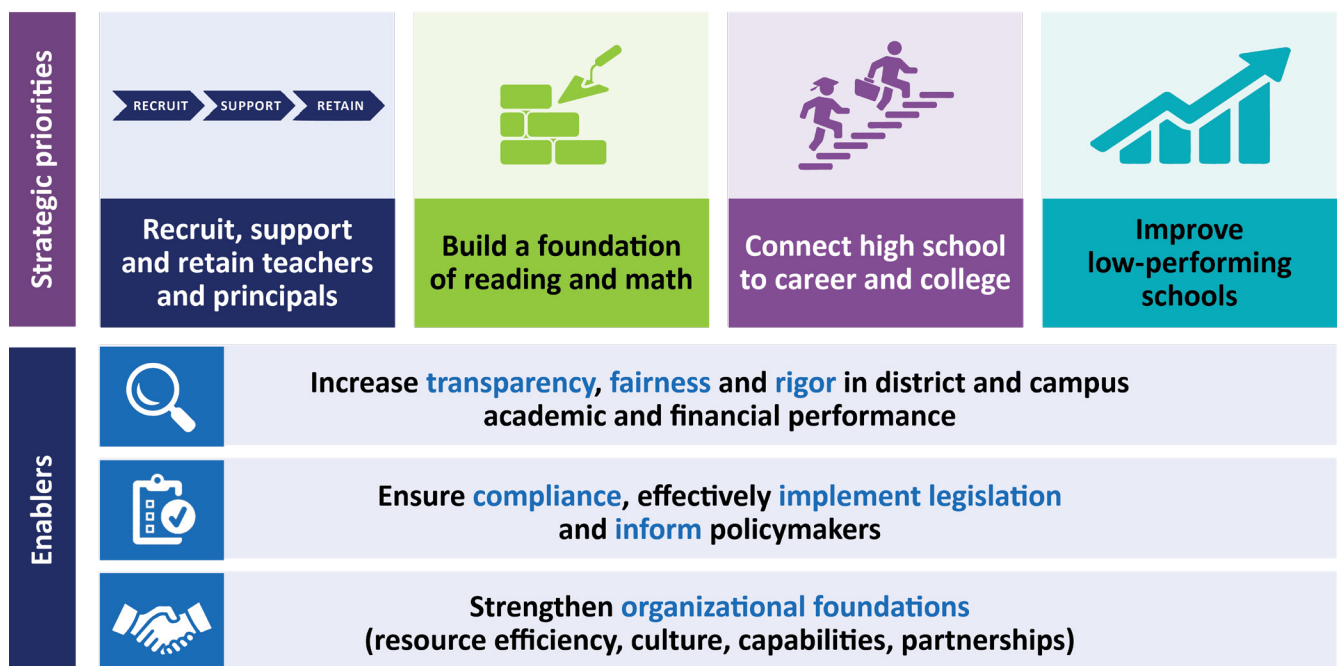 Strategic priorities
RECRUIT
SUPPORT
RETAIN
Recruit, support
and retain teachers
and principals
Build a foundation
of reading and math
Connect high school
to career and college
Improve
low-performing
schools
Enablers
Increase transparency, fairness and rigor in district and campus
academic and financial performance
Ensure compliance, effectively implement legislation
and inform policymakers
Strengthen organizational foundations
(resource efficiency, culture, capabilities, partnerships)